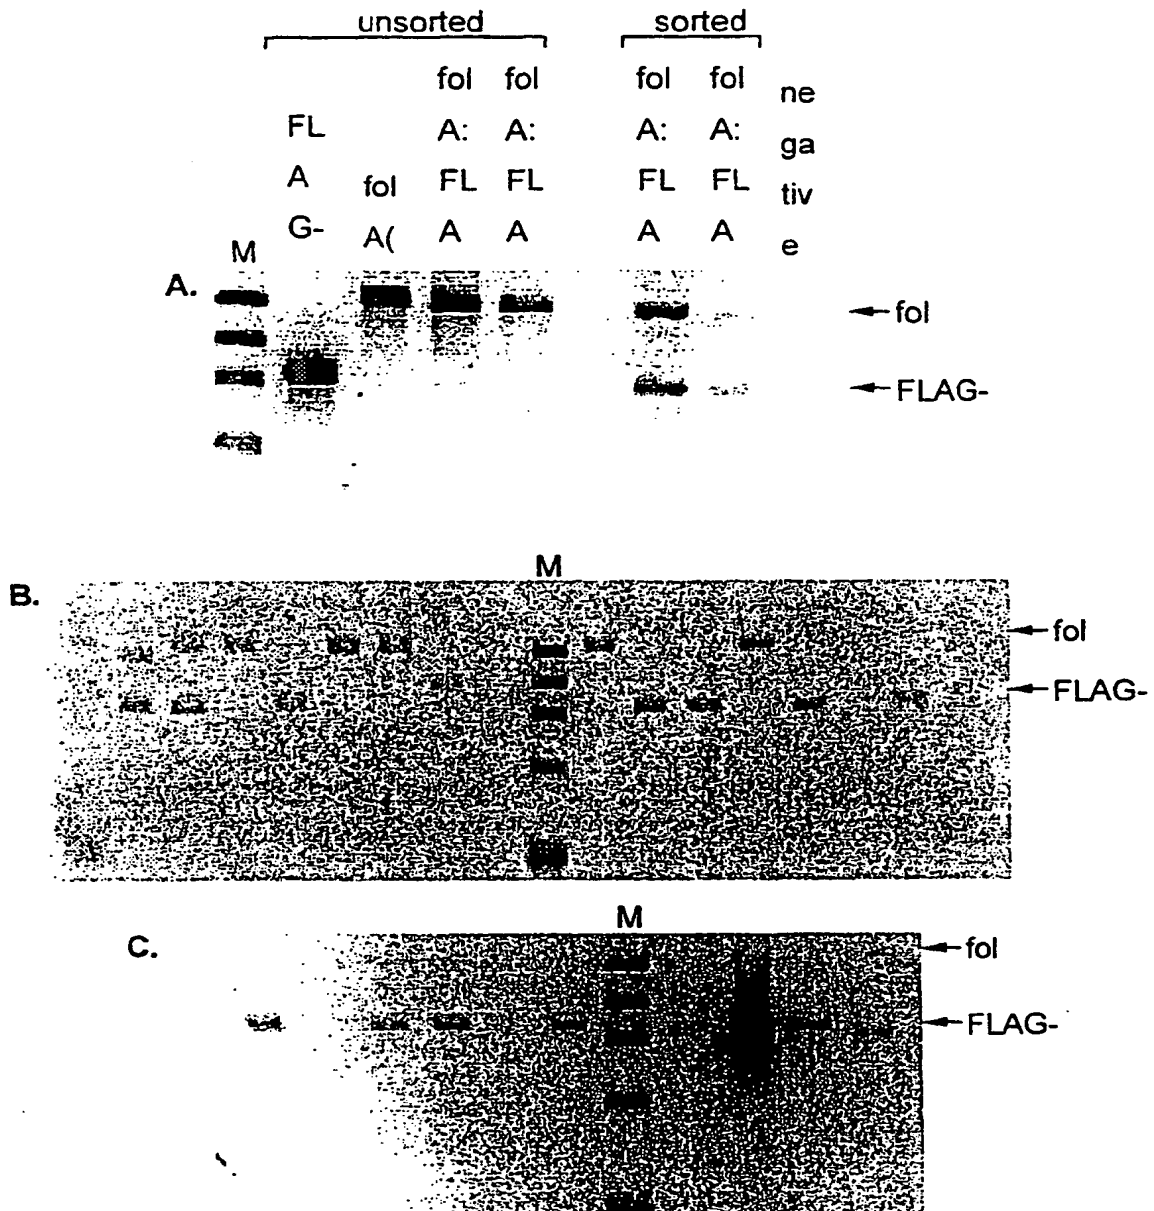 unsorted sorted
fol fol fol fol ne
FL A: A: A: A: ga
A fol FL FL FL FL tiv
G- A( A A A A e
M
A.
fol
FLAG-
M
B.
fol
FLAG-
M
C.
fol
FLAG-